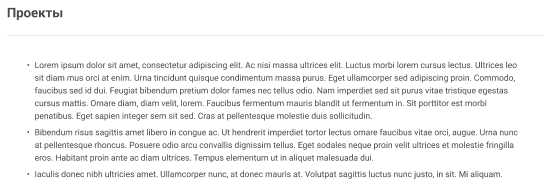 Проекты
• Lorem ipsum dolor sit amet, consectetur adipiscing elit. Ac nisi massa ultrices elit. Luctus morbi lorem cursus lectus. Ultrices leo
sit diam mus orci at enim. Urna tincidunt quisque condimentum massa purus. Eget ullamcorper sed adipiscing proin. Commodo,
faucibus sed id dui. Feugiat bibendum pretium dolor fames nec tellus odio. Nam imperdiet sed sit purus vitae tristique egestas
cursus mattis. Ornare diam, diam velit, lorem. Faucibus fermentum mauris blandit ut fermentum in. Sit porttitor est morbi
penatibus. Eget sapien integer sem sit sed. Cras at pellentesque molestie duis sollicitudin.
• Bibendum risus sagittis amet libero in congue ac. Ut hendrerit imperdiet tortor lectus ornare faucibus vitae orci, augue. Urna nunc
at pellentesque rhoncus. Posuere odio arcu convallis dignissim tellus. Eget sodales neque proin velit ultrices et molestie fringilla
eros. Habitant proin ante ac diam ultrices. Tempus elementum ut in aliquet malesuada dui.
• Iaculis donec nibh ultricies amet. Ullamcorper nunc, at donec mauris at. Volutpat sagittis luctus nunc justo, in sit. Mi aliquam.